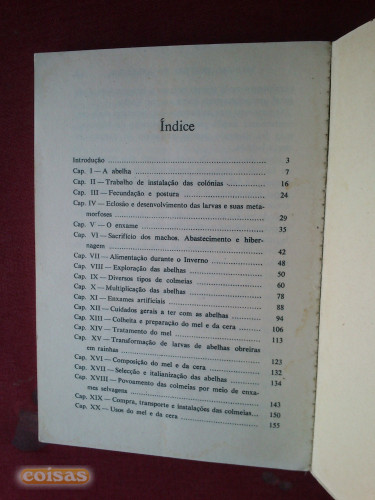 Índice
Introdução ........ 3
Cap. I — A abelha ........ 7
Cap. II — Trabalho de instalação das colónias ........ 16
Cap. III — Fecundação e postura ........ 24
Cap. IV — Eclosão e desenvolvimento das larvas e suas meta-
morfoses ........ 29
Cap. V — O enxame ........ 35
Cap. VI — Sacrifício dos machos. Abastecimento e hiber-
nagem ........ 42
Cap. VII — Alimentação durante o Inverno ........ 48
Cap. VIII — Exploração das abelhas ........ 50
Cap. IX — Diversos tipos de colmeias ........ 60
Cap. X — Multiplicação das abelhas ........ 78
Cap. XI — Enxames artificiais ........ 88
Cap. XII — Cuidados gerais a ter com as abelhas ........ 94
Cap. XIII — Colheita e preparação do mel e da cera ........ 106
Cap. XIV — Tratamento do mel ........ 113
Cap. XV — Transformação de larvas de abelhas obreiras
em rainhas ........ 123
Cap. XVI — Composição do mel e da cera ........ 132
Cap. XVII — Selecção e italianização das abelhas ........ 134
Cap. XVIII — Povoamento das colmeias por meio de enxa-
mes selvagens ........ 143
Cap. XIX — Compra, transporte e instalações das colmeias... 150
Cap. XX — Usos do mel e da cera ........ 155
coisas